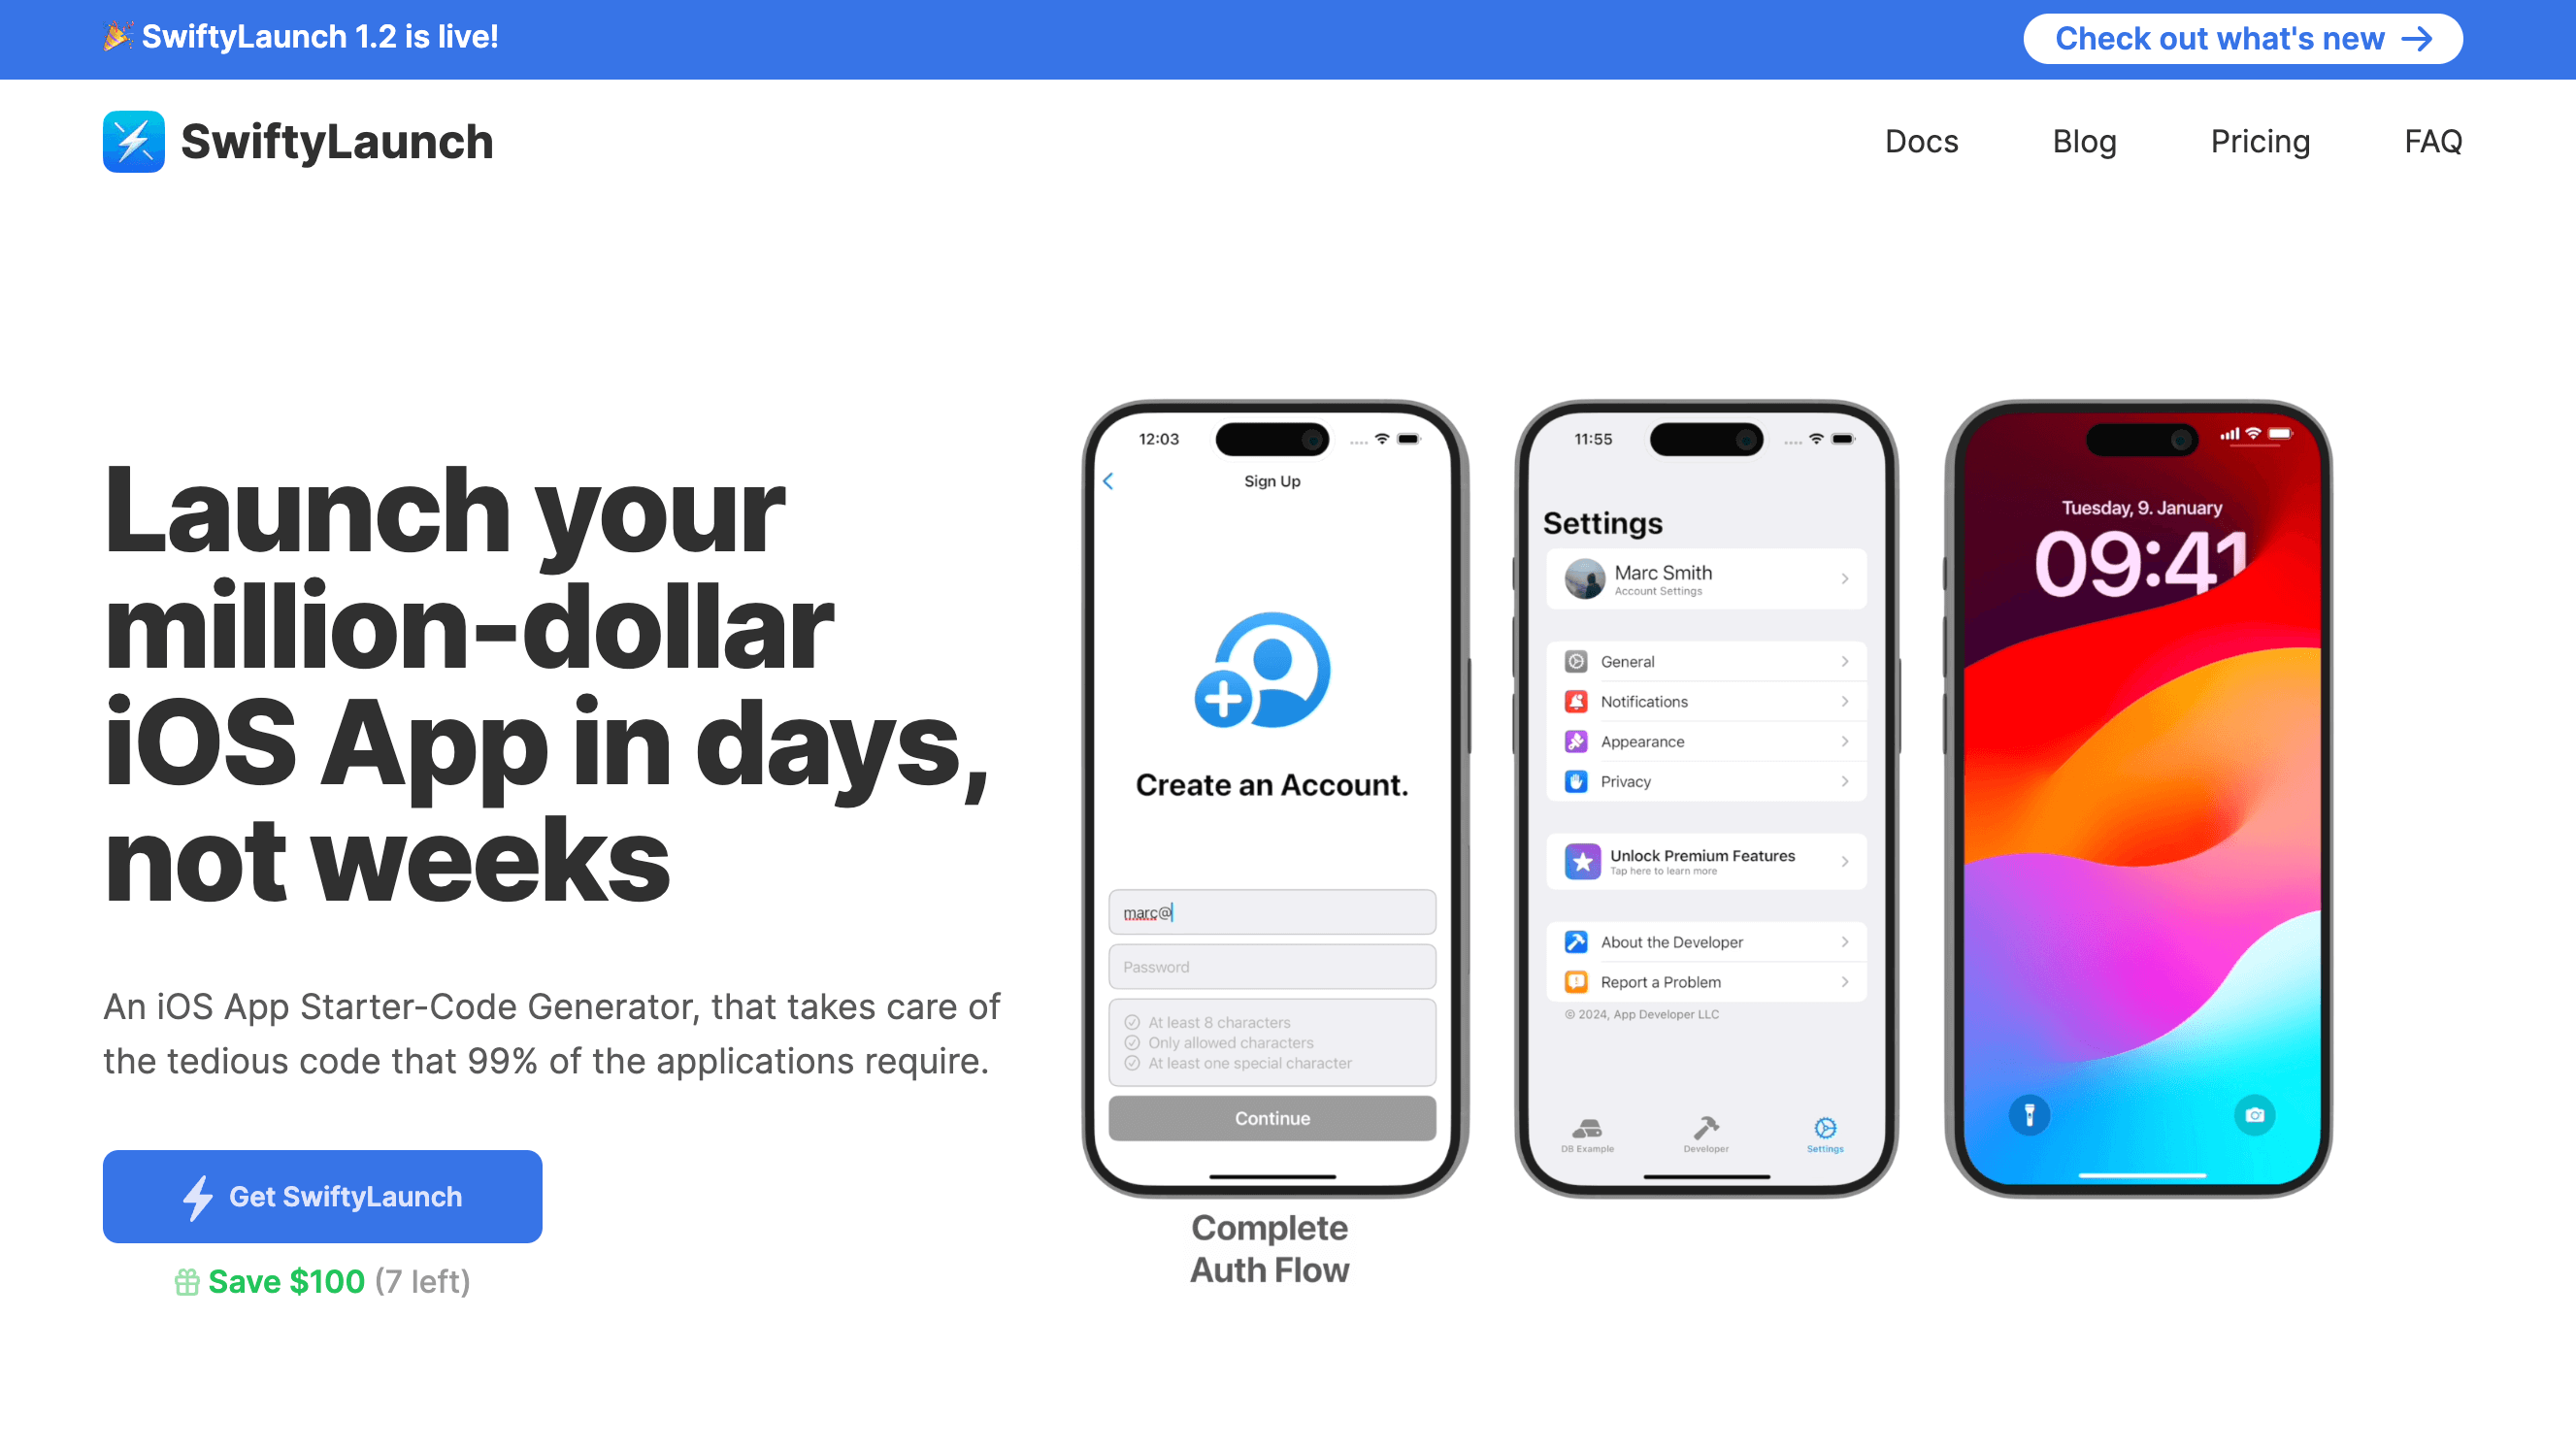 🎉 SwiftyLaunch 1.2 is live!
Check out what's new →
SwiftyLaunch
Docs
Blog
Pricing
FAQ
Launch your
million-dollar
iOS App in days,
not weeks
An iOS App Starter-Code Generator, that takes care of
the tedious code that 99% of the applications require.
Get SwiftyLaunch
Save $100 (7 left)
12:03
Sign Up
Create an Account.
marc@
Password
At least 8 characters
Only allowed characters
At least one special character
Continue
Complete
Auth Flow
11:55
Settings
Marc Smith
Account Settings
General
Notifications
Appearance
Privacy
Unlock Premium Features
Tap here to learn more
About the Developer
Report a Problem
© 2024, App Developer LLC
DB Example
Developer
Settings
Tuesday, 9. January
09:41